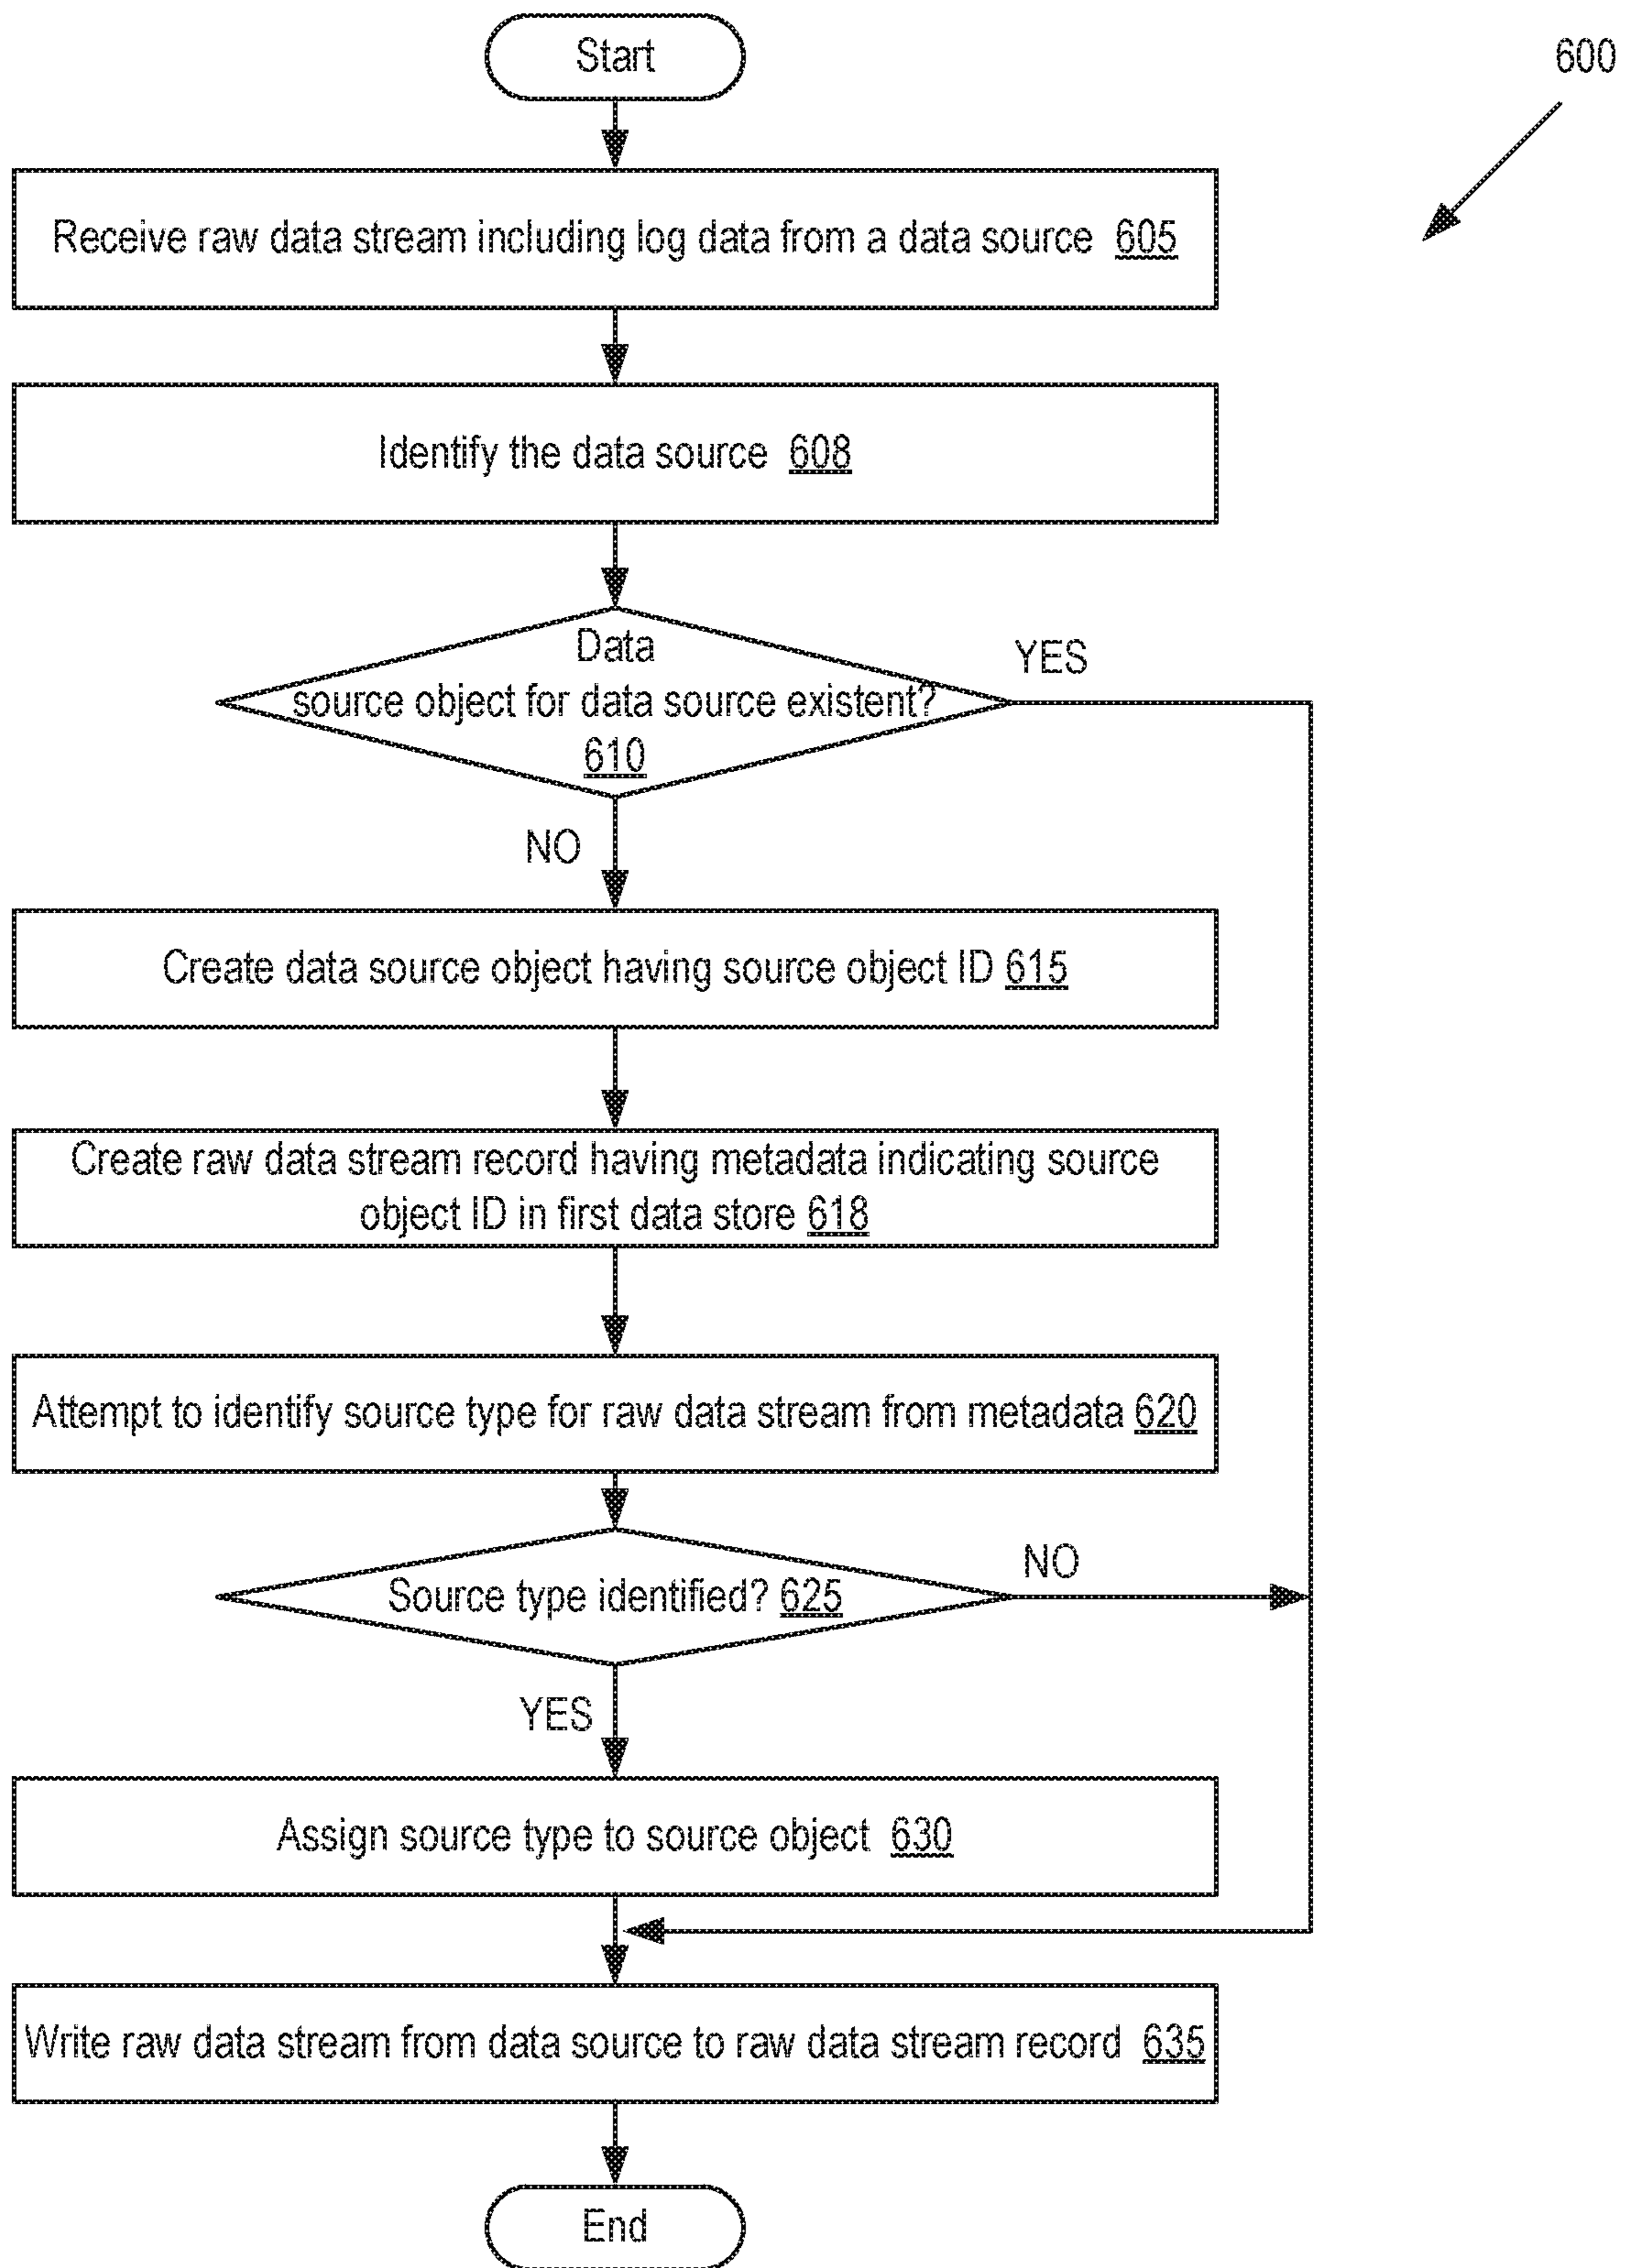 Start
600
Receive raw data stream including log data from a data source 605
Identify the data source 608
Data
source object for data source existent?
610
YES
NO
Create data source object having source object ID 615
Create raw data stream record having metadata indicating source
object ID in first data store 618
Attempt to identify source type for raw data stream from metadata 620
Source type identified? 625
NO
YES
Assign source type to source object 630
Write raw data stream from data source to raw data stream record 635
End